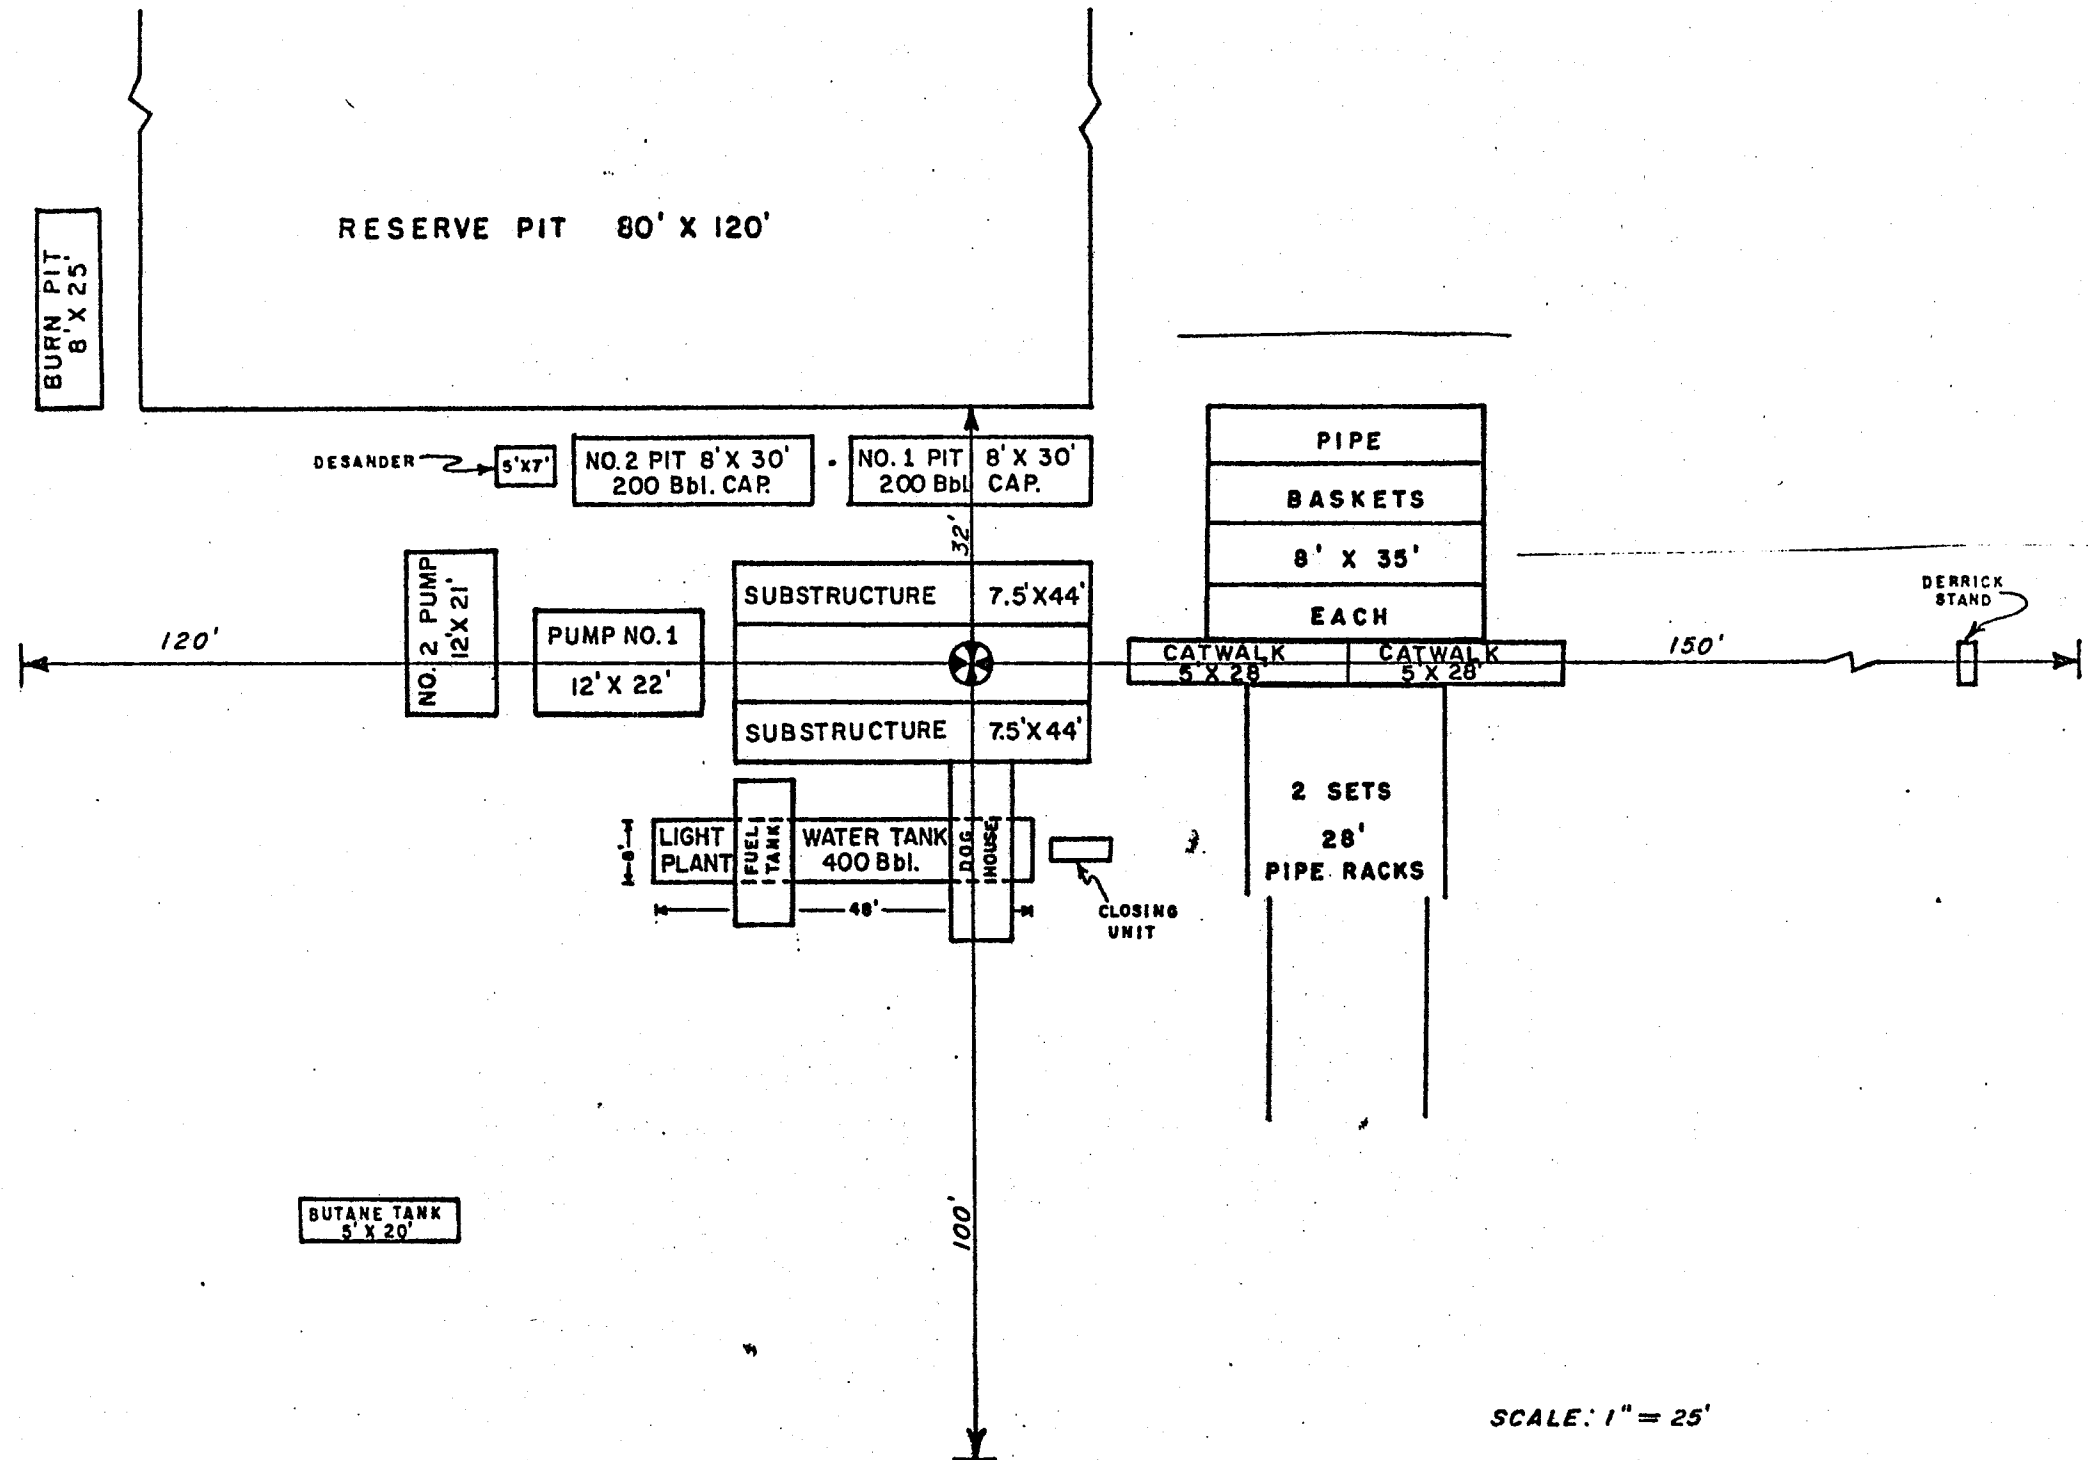 RESERVE PIT 80' X 120'
BURN PIT
8' X 25'
DESANDER
5'X7'
NO. 2 PIT 8' X 30'
200 Bbl. CAP.
NO. 1 PIT 8' X 30'
200 Bbl. CAP.
32'
PIPE
BASKETS
8' X 35'
EACH
DERRICK
STAND
NO. 2 PUMP
12' X 21'
PUMP NO. 1
12' X 22'
SUBSTRUCTURE 7.5'X44'
SUBSTRUCTURE 7.5'X44'
120'
CATWALK
5 X 28'
CATWALK
5 X 28'
150'
2 SETS
28'
PIPE RACKS
8'
LIGHT
PLANT
FUEL
TANK
WATER TANK
400 Bbl.
DOG
HOUSE
48'
CLOSING
UNIT
100'
BUTANE TANK
5' X 20'
SCALE: 1" = 25'